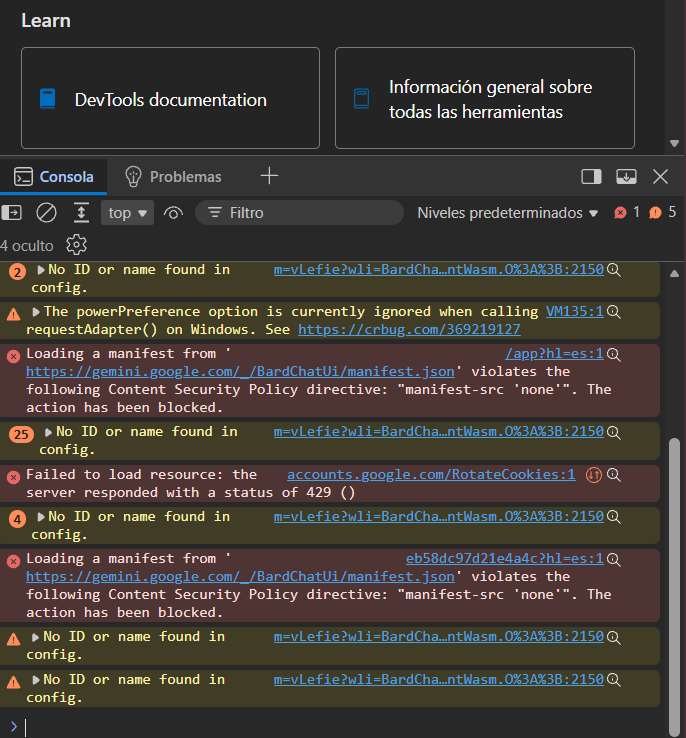 Learn
DevTools documentation
Información general sobre
todas las herramientas
Consola
Problemas
top
Filtro
Niveles predeterminados
1
5
4 oculto
2 No ID or name found in m=vLefie?wli=BardCha…ntWasm.O%3A%3B:2150
config.
The powerPreference option is currently ignored when calling VM135:1
requestAdapter() on Windows. See https://crbug.com/369219127
Loading a manifest from ' /app?hl=es:1
https://gemini.google.com/_/BardChatUi/manifest.json' violates the
following Content Security Policy directive: "manifest-src 'none'". The
action has been blocked.
25 No ID or name found in m=vLefie?wli=BardCha…ntWasm.O%3A%3B:2150
config.
Failed to load resource: the accounts.google.com/RotateCookies:1
server responded with a status of 429 ()
4 No ID or name found in m=vLefie?wli=BardCha…ntWasm.O%3A%3B:2150
config.
Loading a manifest from ' eb58dc97d21e4a4c?hl=es:1
https://gemini.google.com/_/BardChatUi/manifest.json' violates the
following Content Security Policy directive: "manifest-src 'none'". The
action has been blocked.
No ID or name found in m=vLefie?wli=BardCha…ntWasm.O%3A%3B:2150
config.
No ID or name found in m=vLefie?wli=BardCha…ntWasm.O%3A%3B:2150
config.